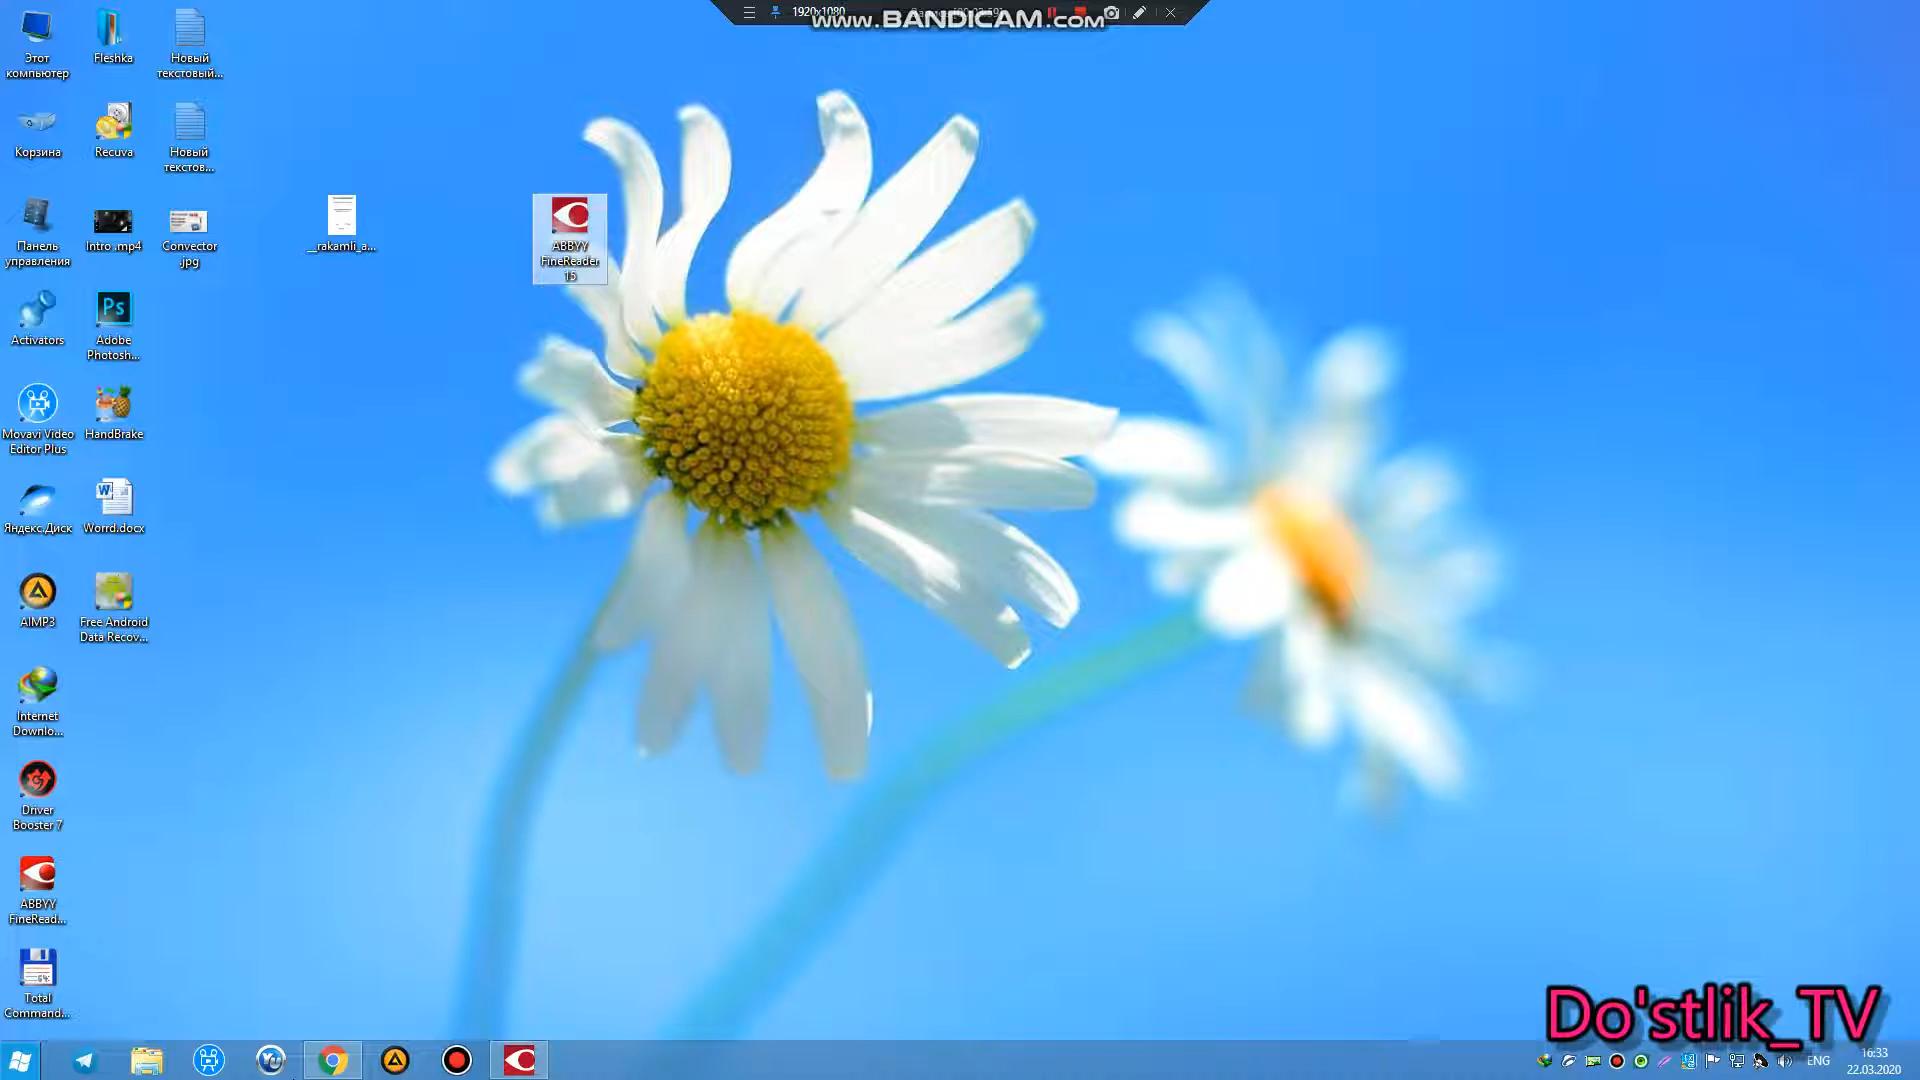 1920x1080
www.BANDICAM.com
Этот
компьютер
Fleshka
Новый
текстовый...
Корзина
Recuva
Новый
текстов...
Панель
управления
Intro .mp4
Convector
.jpg
__rakamli_a...
ABBYY
FineReader
15
Activators
Ps
Adobe
Photosh...
Movavi Video
Editor Plus
HandBrake
Яндекс.Диск
Worrd.docx
AIMP3
Free Android
Data Recov...
Internet
Downlo...
Driver
Booster 7
ABBYY
FineRead...
Total
Command...
Do'stlik_TV
ENG
16:33
22.03.2020